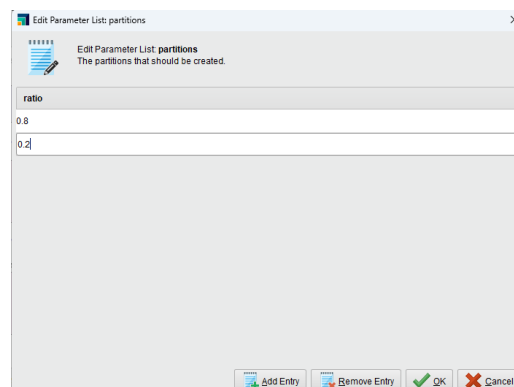 Edit Parameter List: partitions
Edit Parameter List: partitions
The partitions that should be created.
ratio
0.8
0.2
Add Entry Remove Entry OK Cancel